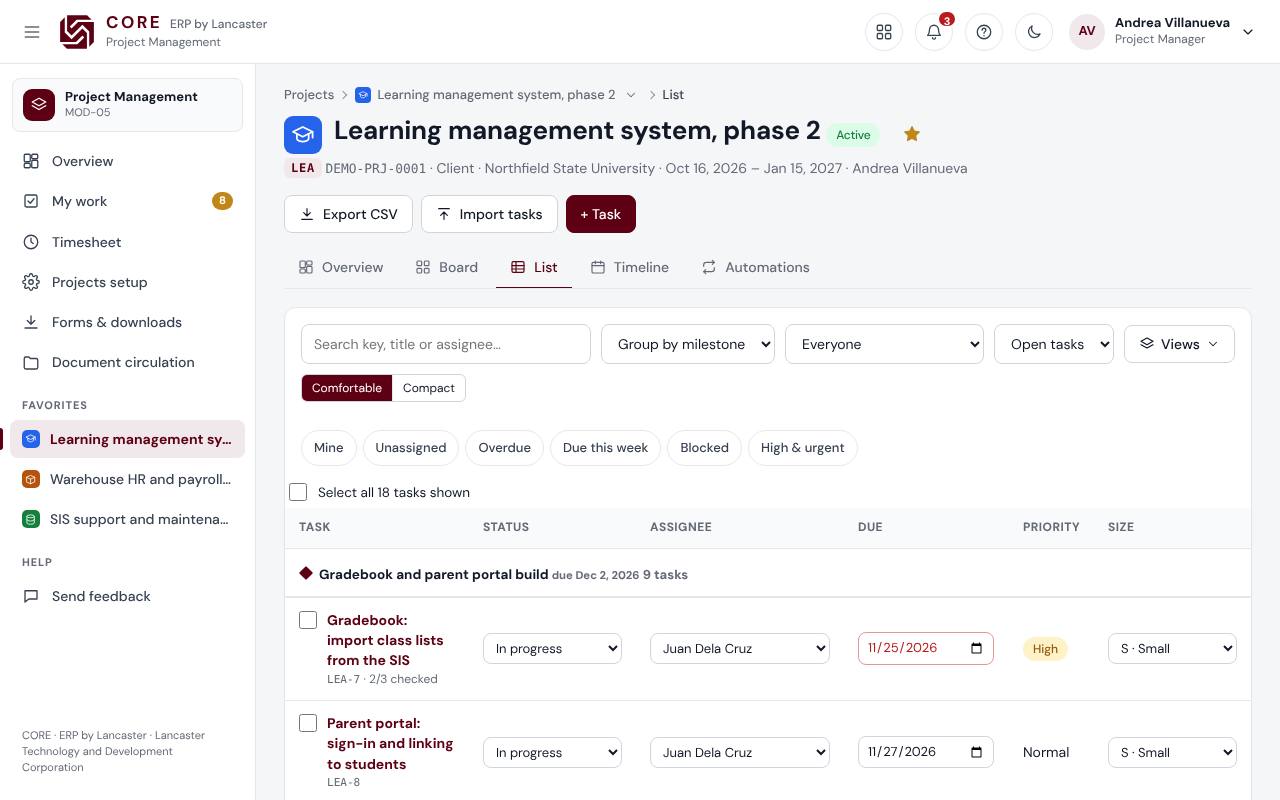 CORE ERP by Lancaster
Project Management
3
AV
Andrea Villanueva
Project Manager
Project Management
MOD-05
Overview
My work
8
Timesheet
Projects setup
Forms & downloads
Document circulation
FAVORITES
Learning management sy...
Warehouse HR and payroll...
SIS support and maintena...
HELP
Send feedback
CORE · ERP by Lancaster · Lancaster
Technology and Development
Corporation
Projects
Learning management system, phase 2
List
Learning management system, phase 2
Active
LEA DEMO-PRJ-0001 · Client · Northfield State University · Oct 16, 2026 – Jan 15, 2027 · Andrea Villanueva
Export CSV
Import tasks
+ Task
Overview
Board
List
Timeline
Automations
Search key, title or assignee...
Group by milestone
Everyone
Open tasks
Views
Comfortable
Compact
Mine
Unassigned
Overdue
Due this week
Blocked
High & urgent
Select all 18 tasks shown
TASK STATUS ASSIGNEE DUE PRIORITY SIZE
Gradebook and parent portal build due Dec 2, 2026 9 tasks
Gradebook:
import class lists
from the SIS
LEA-7 · 2/3 checked
In progress
Juan Dela Cruz
11/25/2026
High
S · Small
Parent portal:
sign-in and linking
to students
LEA-8
In progress
Juan Dela Cruz
11/27/2026
Normal
S · Small